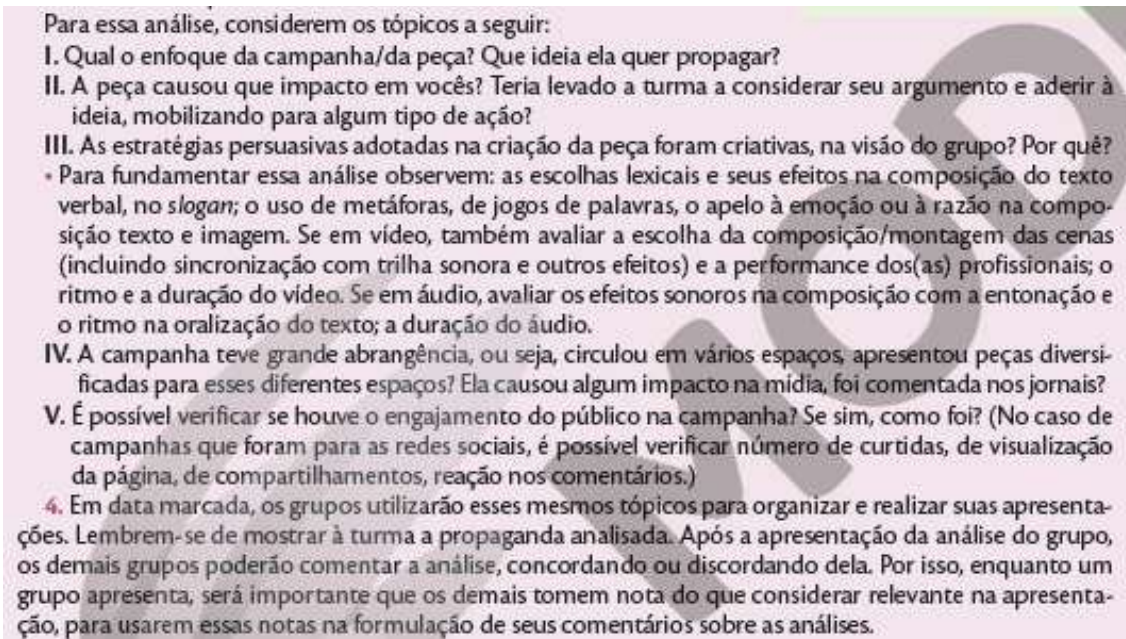 Para essa análise, considerem os tópicos a seguir:
I. Qual o enfoque da campanha/da peça? Que ideia ela quer propagar?
II. A peça causou que impacto em vocês? Teria levado a turma a considerar seu argumento e aderir à
ideia, mobilizando para algum tipo de ação?
III. As estratégias persuasivas adotadas na criação da peça foram criativas, na visão do grupo? Por quê?
• Para fundamentar essa análise observem: as escolhas lexicais e seus efeitos na composição do texto
verbal, no slogan; o uso de metáforas, de jogos de palavras, o apelo à emoção ou à razão na compo-
sição texto e imagem. Se em vídeo, também avaliar a escolha da composição/montagem das cenas
(incluindo sincronização com trilha sonora e outros efeitos) e a performance dos(as) profissionais; o
ritmo e a duração do vídeo. Se em áudio, avaliar os efeitos sonoros na composição com a entonação e
o ritmo na oralização do texto; a duração do áudio.
IV. A campanha teve grande abrangência, ou seja, circulou em vários espaços, apresentou peças diversi-
ficadas para esses diferentes espaços? Ela causou algum impacto na mídia, foi comentada nos jornais?
V. É possível verificar se houve o engajamento do público na campanha? Se sim, como foi? (No caso de
campanhas que foram para as redes sociais, é possível verificar número de curtidas, de visualização
da página, de compartilhamentos, reação nos comentários.)
4. Em data marcada, os grupos utilizarão esses mesmos tópicos para organizar e realizar suas apresenta-
ções. Lembrem-se de mostrar à turma a propaganda analisada. Após a apresentação da análise do grupo,
os demais grupos poderão comentar a análise, concordando ou discordando dela. Por isso, enquanto um
grupo apresenta, será importante que os demais tomem nota do que considerar relevante na apresenta-
ção, para usarem essas notas na formulação de seus comentários sobre as análises.
MOD